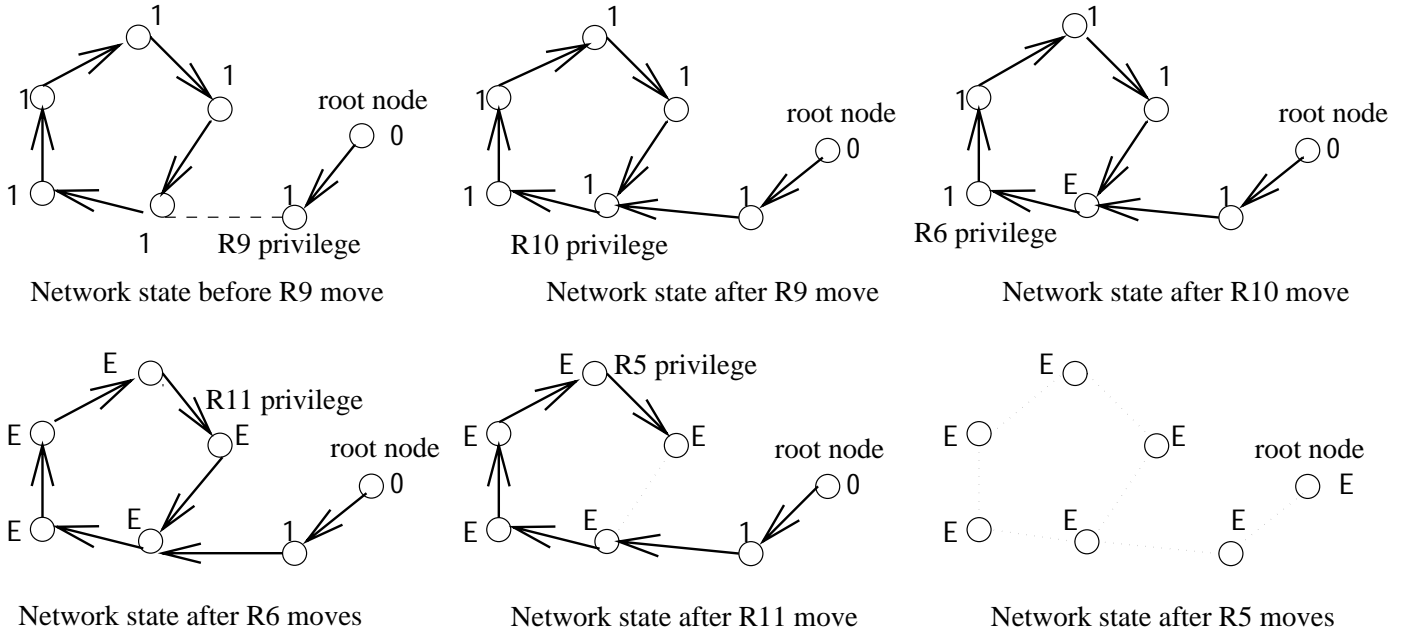 1
1
1
root node
0
1
1
1
R9 privilege
Network state before R9 move
1
1
1
root node
0
1
1
1
R10 privilege
Network state after R9 move
1
1
1
root node
0
1
E
1
R6 privilege
Network state after R10 move
E
R11 privilege
E
E
root node
0
E
E
1
Network state after R6 moves
E
R5 privilege
E
E
root node
0
E
E
1
Network state after R11 move
E
E
E
root node
E
E
E
E
Network state after R5 moves